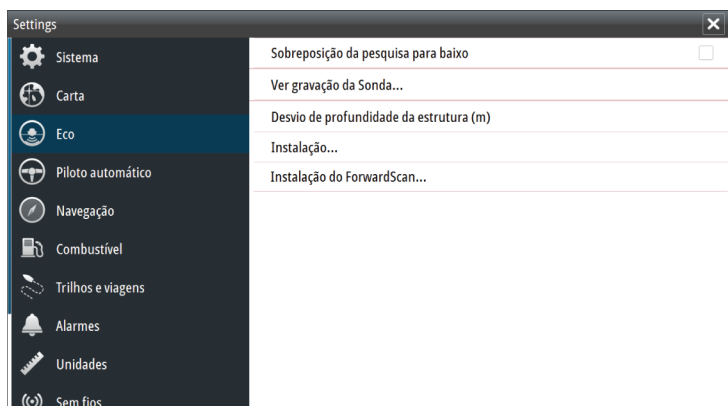 Settings
Sistema
Carta
Eco
Piloto automático
Navegação
Combustível
Trilhos e viagens
Alarmes
Unidades
Sem fios
Sobreposição da pesquisa para baixo
Ver gravação da Sonda...
Desvio de profundidade da estrutura (m)
Instalação...
Instalação do ForwardScan...